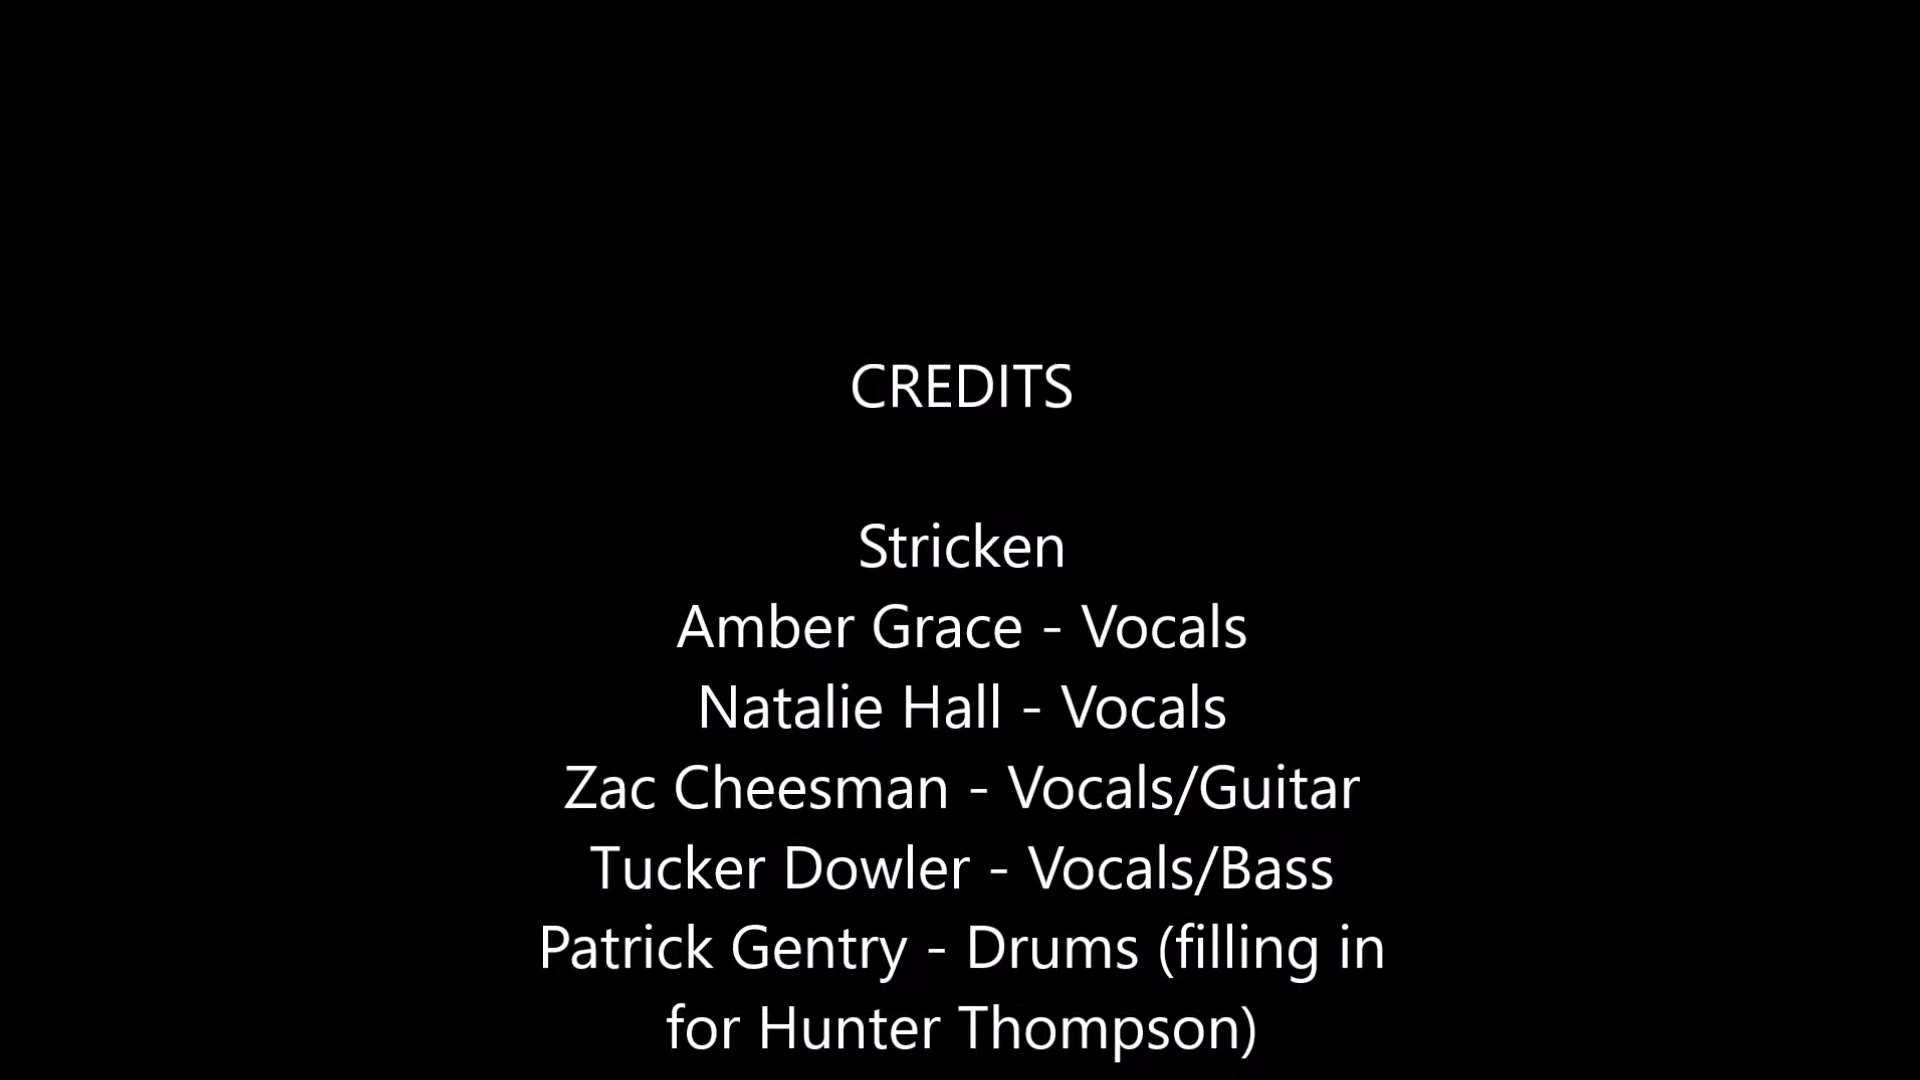 CREDITS
Stricken
Amber Grace - Vocals
Natalie Hall - Vocals
Zac Cheesman - Vocals/Guitar
Tucker Dowler - Vocals/Bass
Patrick Gentry - Drums (filling in
for Hunter Thompson)